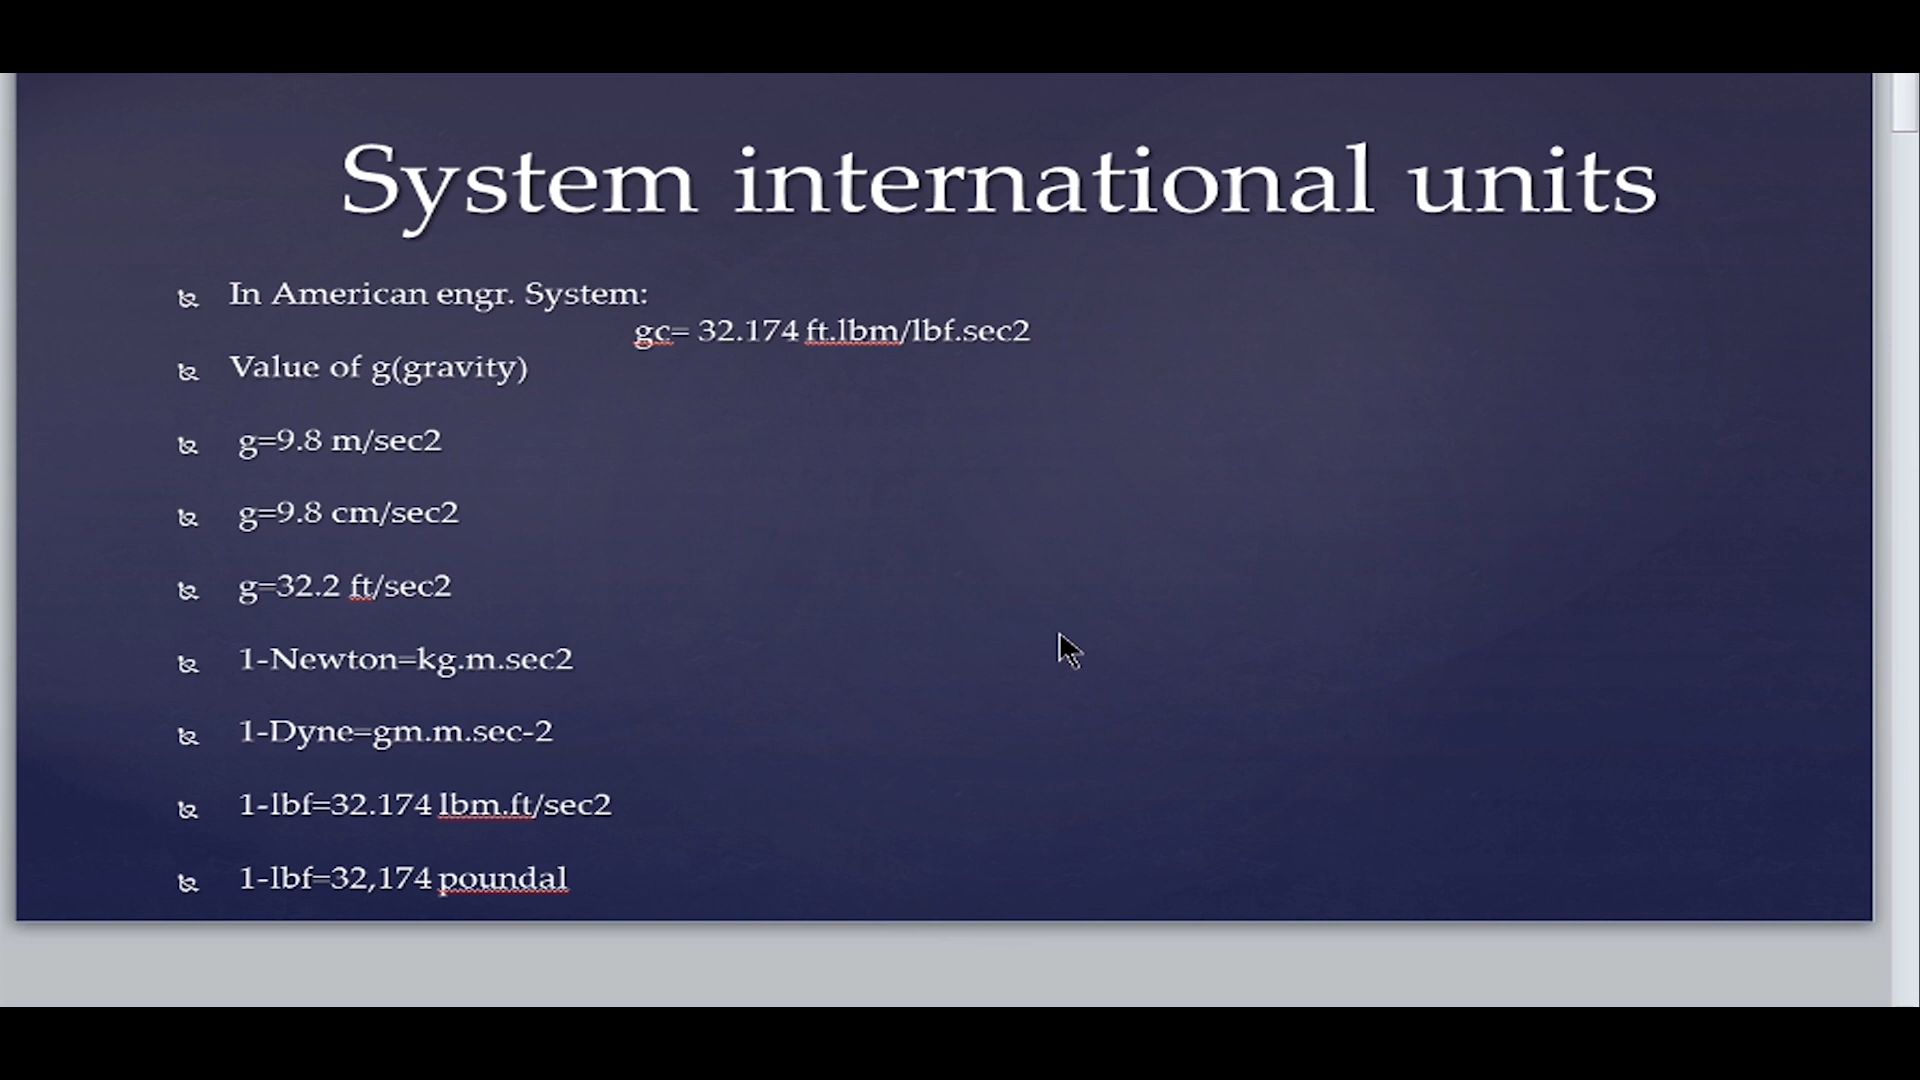 System international units
In American engr. System:
gc= 32.174 ft.lbm/lbf.sec2
Value of g(gravity)
g=9.8 m/sec2
g=9.8 cm/sec2
g=32.2 ft/sec2
1-Newton=kg.m.sec2
1-Dyne=gm.m.sec-2
1-lbf=32.174 lbm.ft/sec2
1-lbf=32,174 poundal